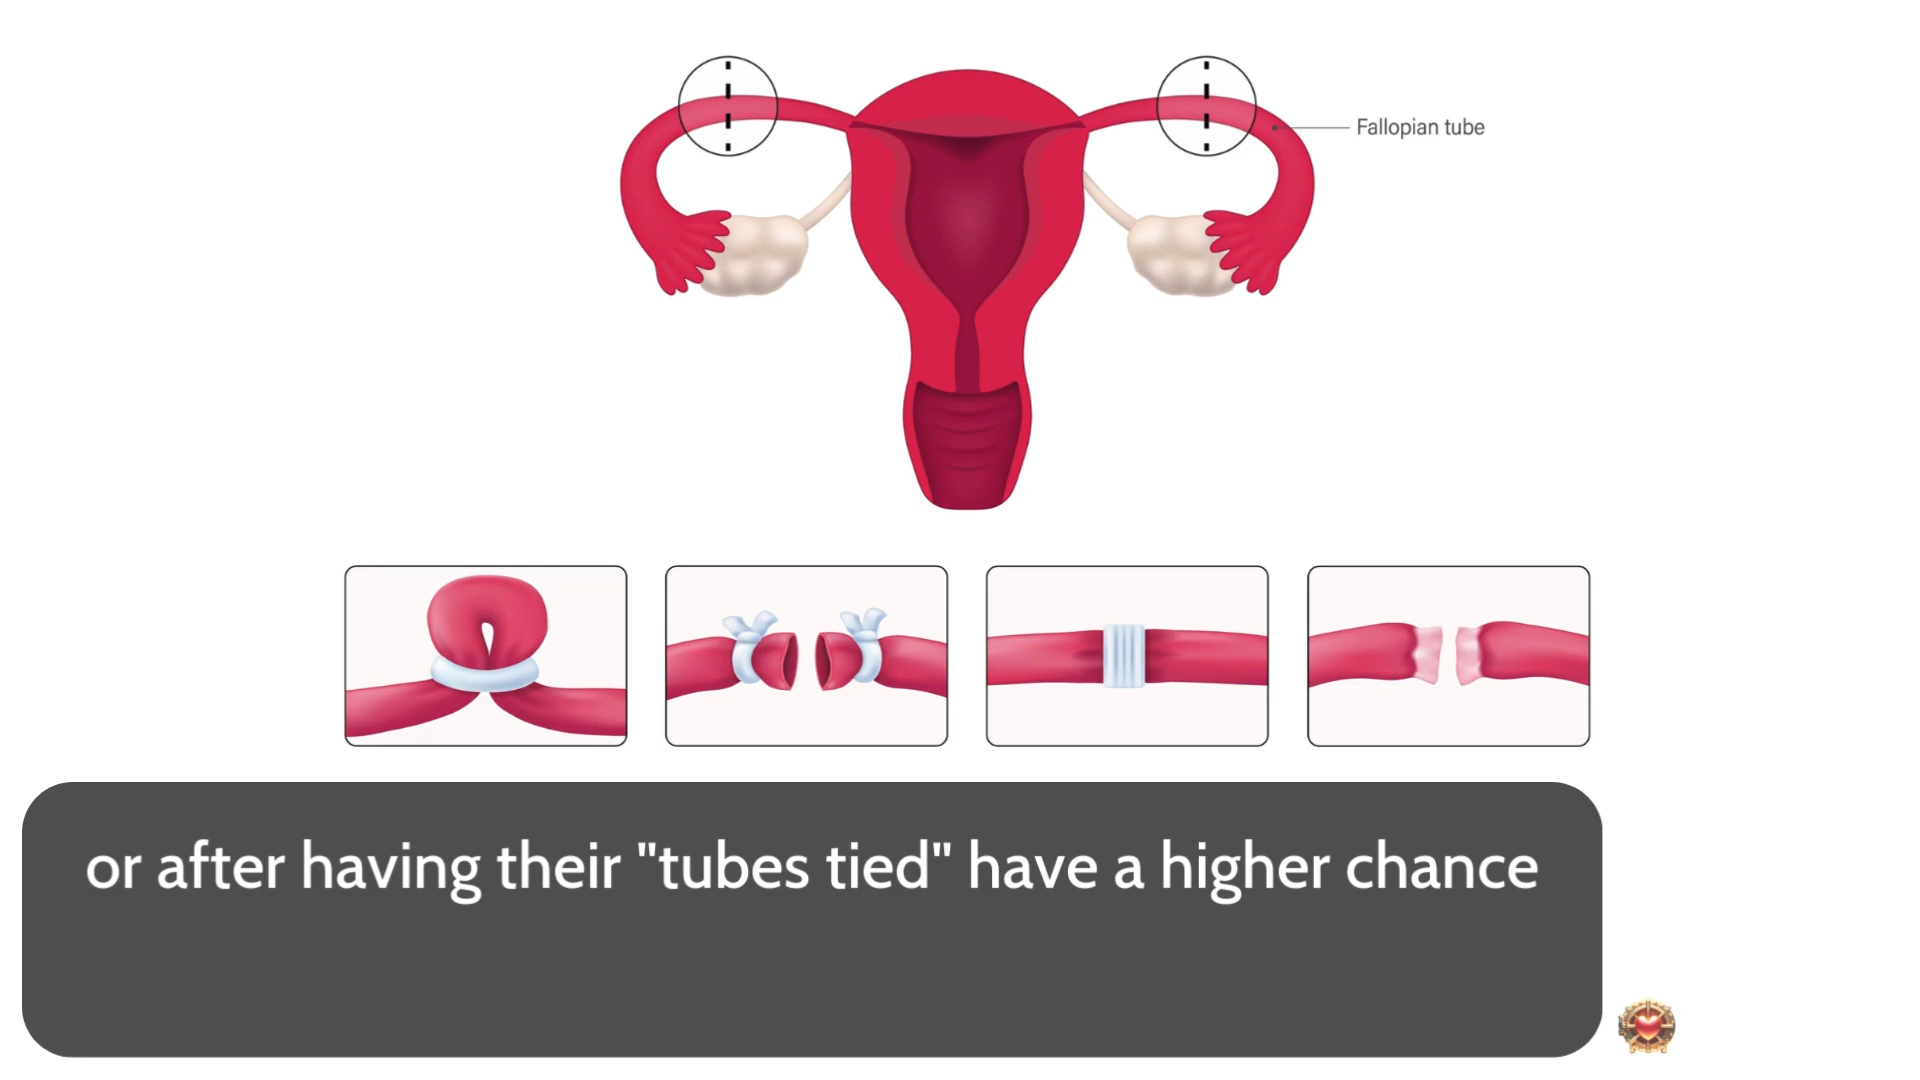 Fallopian tube
or after having their "tubes tied" have a higher chance